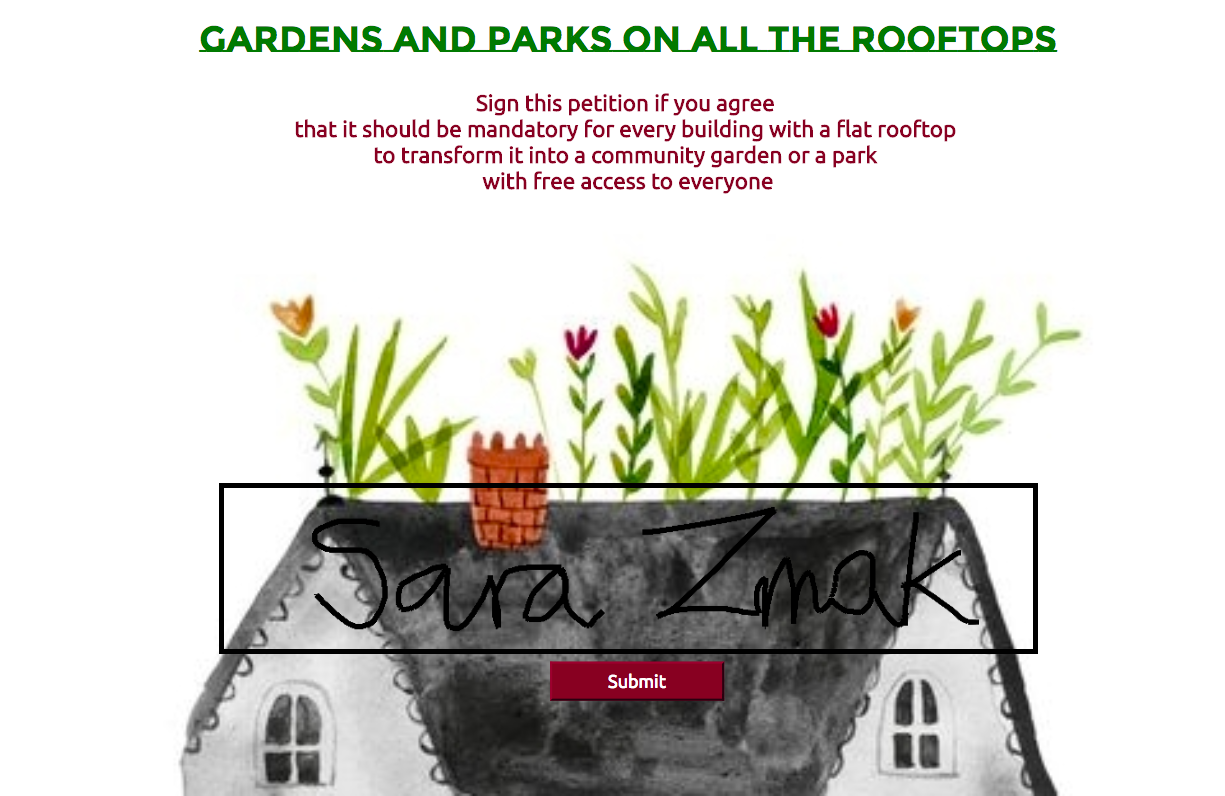 GARDENS AND PARKS ON ALL THE ROOFTOPS
Sign this petition if you agree
that it should be mandatory for every building with a flat rooftop
to transform it into a community garden or a park
with free access to everyone
Sara Zmak
Submit